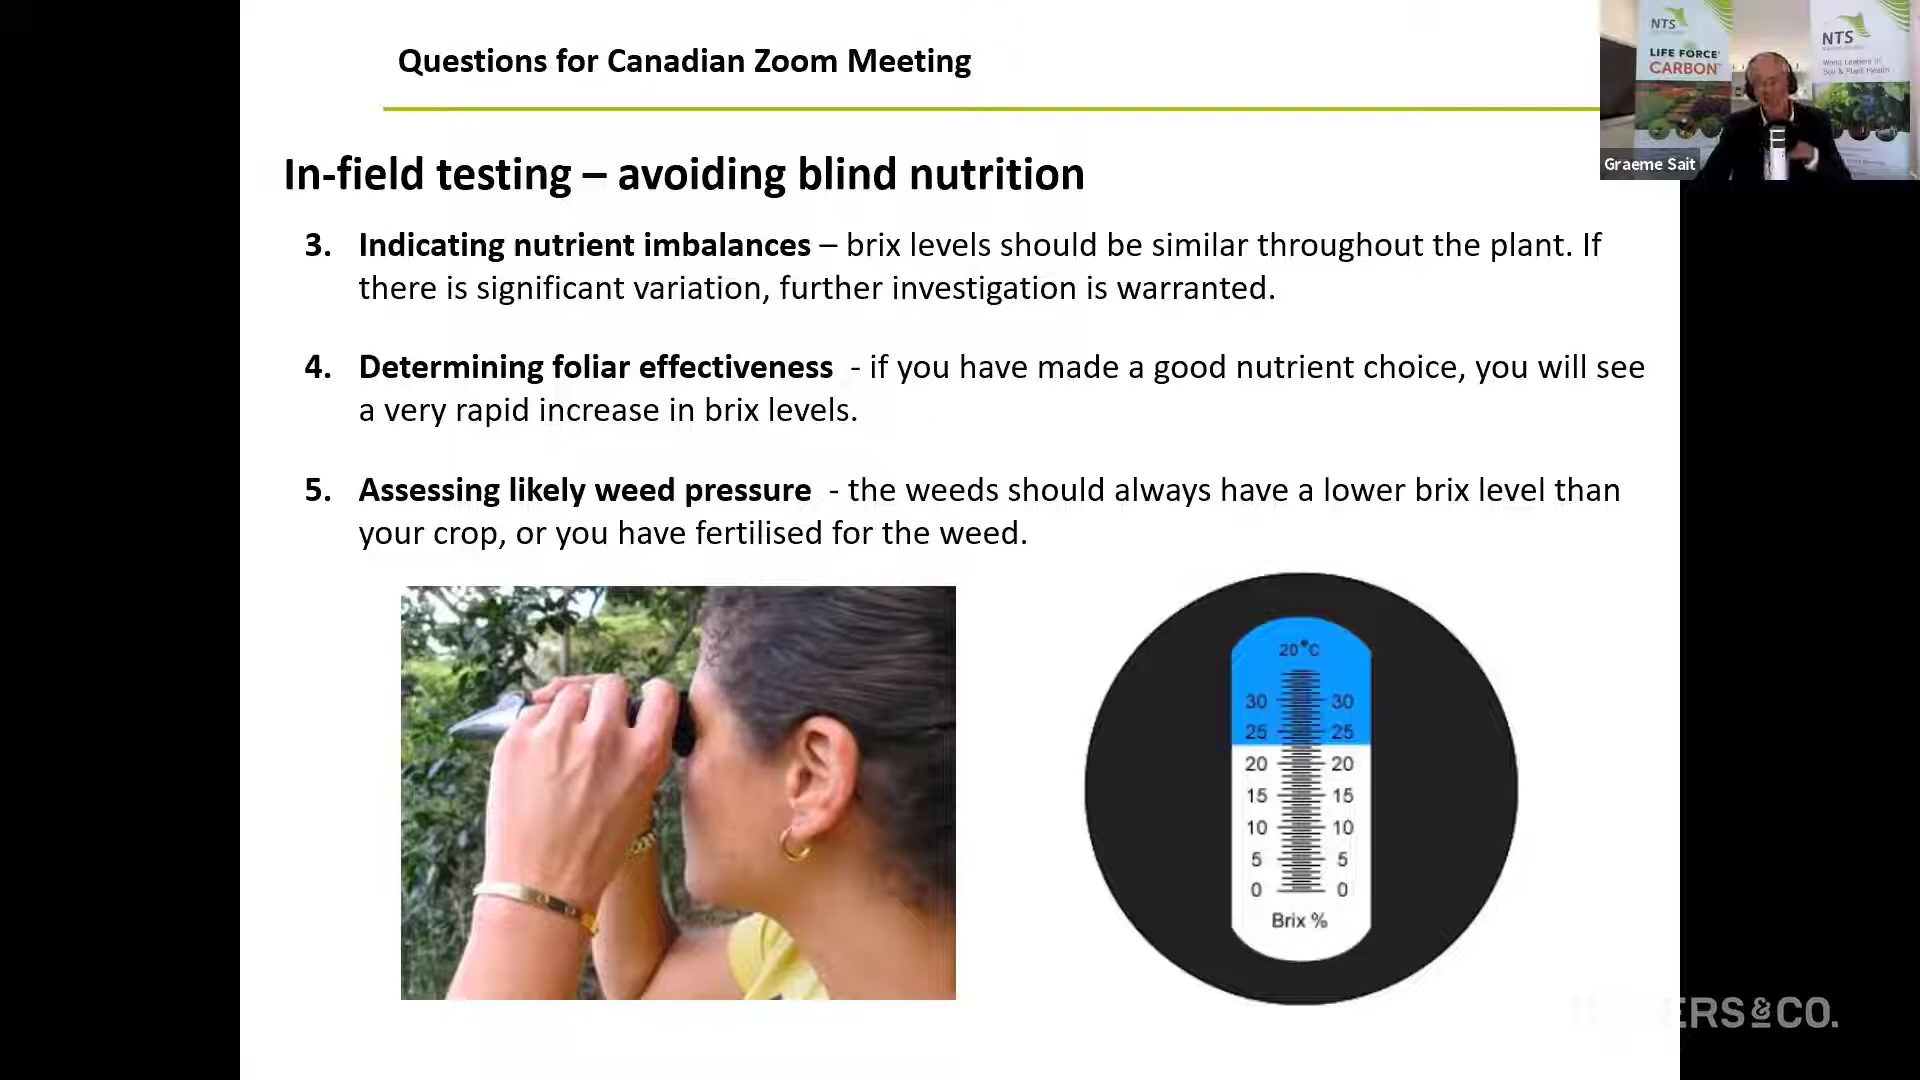 Questions for Canadian Zoom Meeting
In-field testing – avoiding blind nutrition
3. Indicating nutrient imbalances – brix levels should be similar throughout the plant. If
there is significant variation, further investigation is warranted.
4. Determining foliar effectiveness - if you have made a good nutrient choice, you will see
a very rapid increase in brix levels.
5. Assessing likely weed pressure - the weeds should always have a lower brix level than
your crop, or you have fertilised for the weed.
20°C
30 30
25 25
20 20
15 15
10 10
5 5
0 0
Brix %
NTS
LIFE FORCE
CARBON
NTS
World Leaders in
Soil & Plant Health
Graeme Sait
ERS&CO.